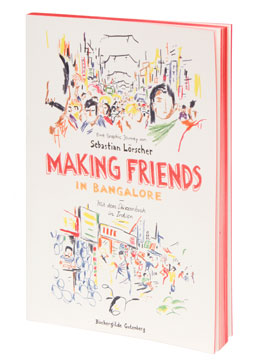 Eine Graphic Journey von
Sebastian Lörscher
MAKING FRIENDS
IN BANGALORE
Mit dem Skizzenbuch
in Indien
Büchergilde Gutenberg